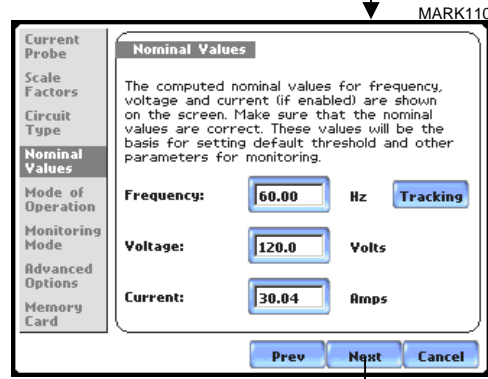 MARK110
Current
Probe
Scale
Factors
Circuit
Type
Nominal
Values
Mode of
Operation
Monitoring
Mode
Advanced
Options
Memory
Card
Nominal Values
The computed nominal values for frequency,
voltage and current (if enabled) are shown
on the screen. Make sure that the nominal
values are correct. These values will be the
basis for setting default threshold and other
parameters for monitoring.
Frequency: 60.00 Hz Tracking
Voltage: 120.0 Volts
Current: 30.04 Amps
Prev Next Cancel